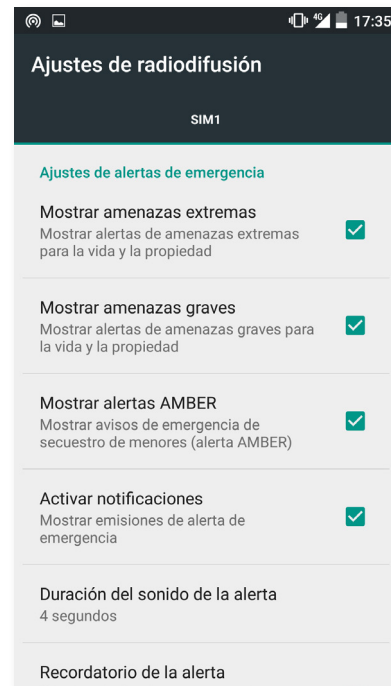 4G 17:35
Ajustes de radiodifusión
SIM1
Ajustes de alertas de emergencia
Mostrar amenazas extremas
Mostrar alertas de amenazas extremas
para la vida y la propiedad
Mostrar amenazas graves
Mostrar alertas de amenazas graves para
la vida y la propiedad
Mostrar alertas AMBER
Mostrar avisos de emergencia de
secuestro de menores (alerta AMBER)
Activar notificaciones
Mostrar emisiones de alerta de
emergencia
Duración del sonido de la alerta
4 segundos
Recordatorio de la alerta